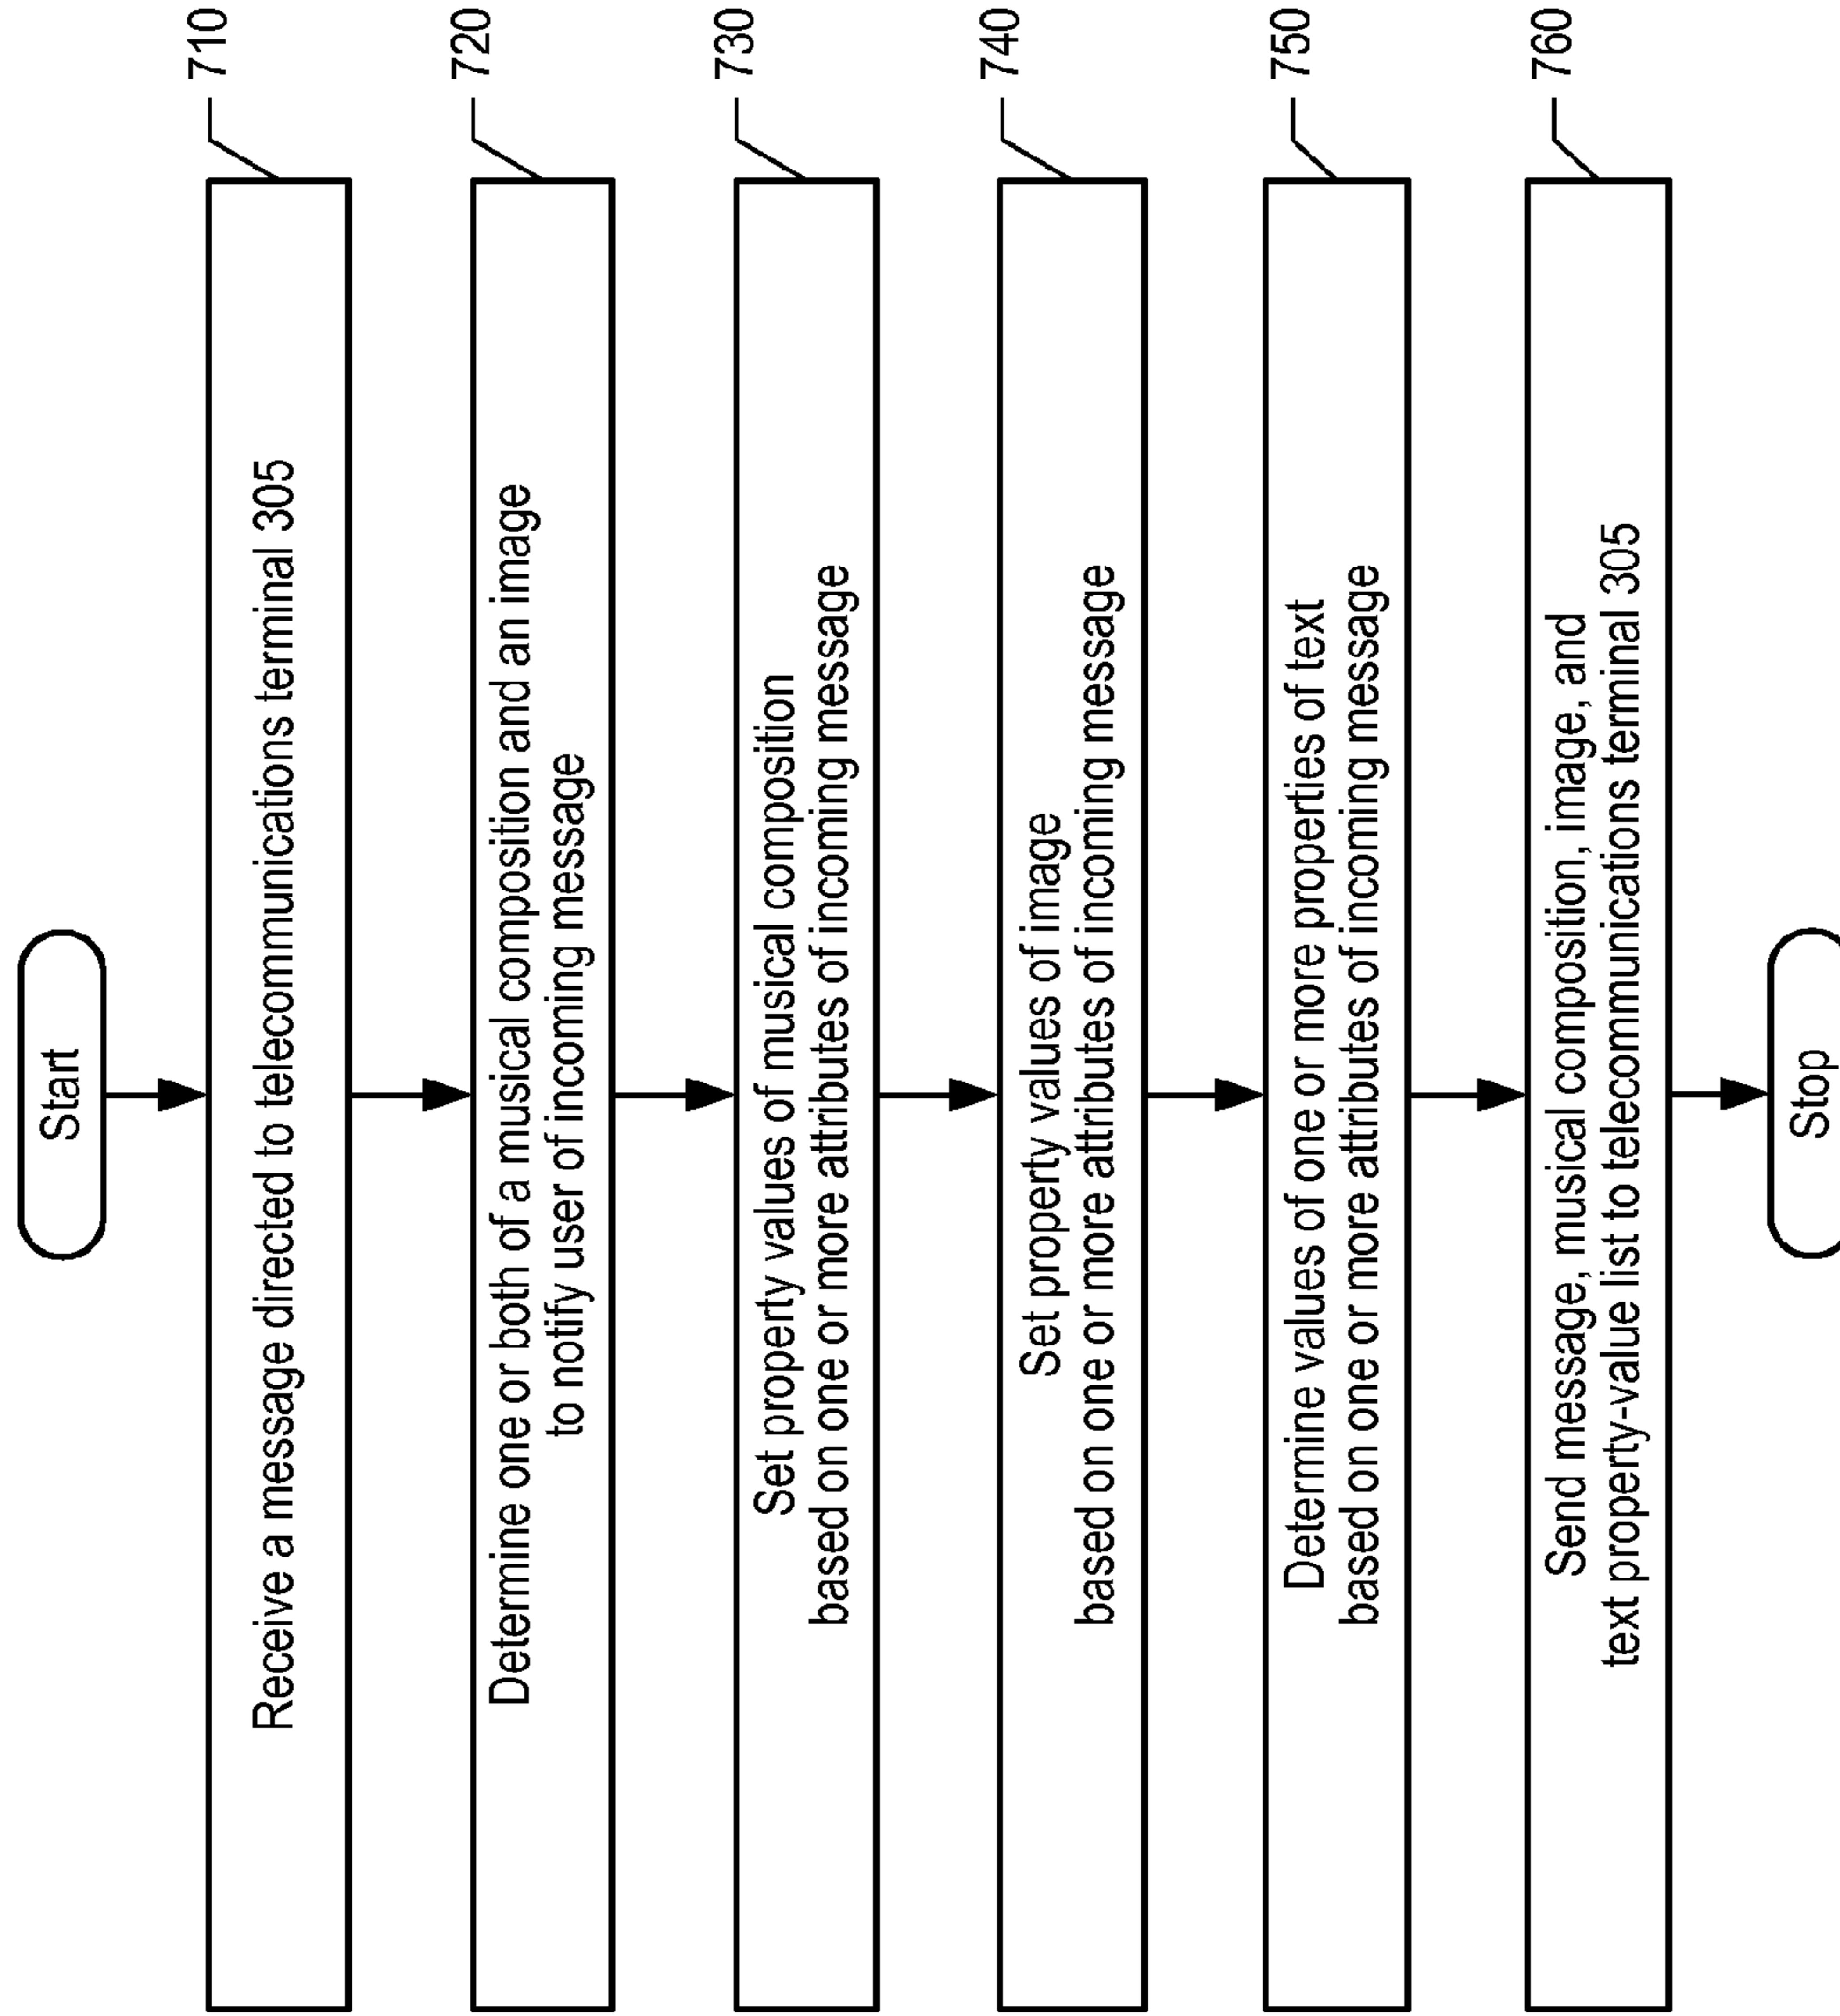 Start
710
Receive a message directed to telecommunications terminal 305
720
Determine one or both of a musical composition and an image
to notify user of incoming message
730
Set property values of musical composition
based on one or more attributes of incoming message
740
Set property values of image
based on one or more attributes of incoming message
750
Determine values of one or more properties of text
based on one or more attributes of incoming message
760
Send message, musical composition, image, and
text property-value list to telecommunications terminal 305
Stop